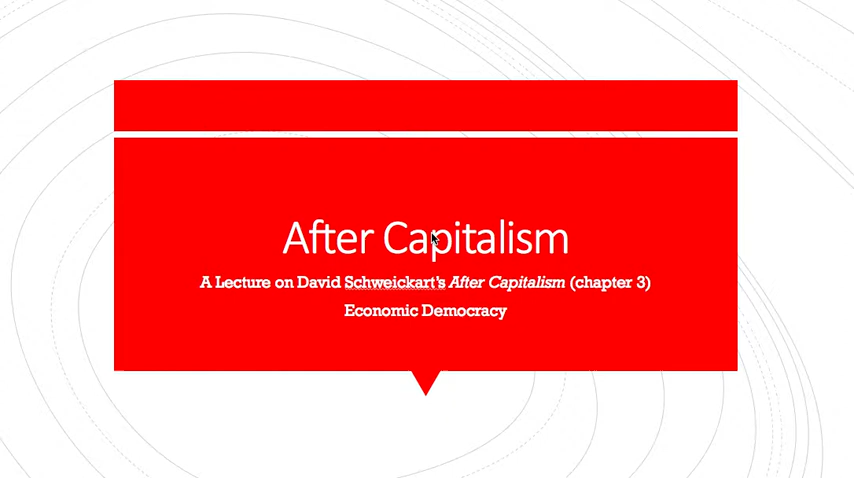 After Capitalism
A Lecture on David Schweickart's After Capitalism (chapter 3)
Economic Democracy